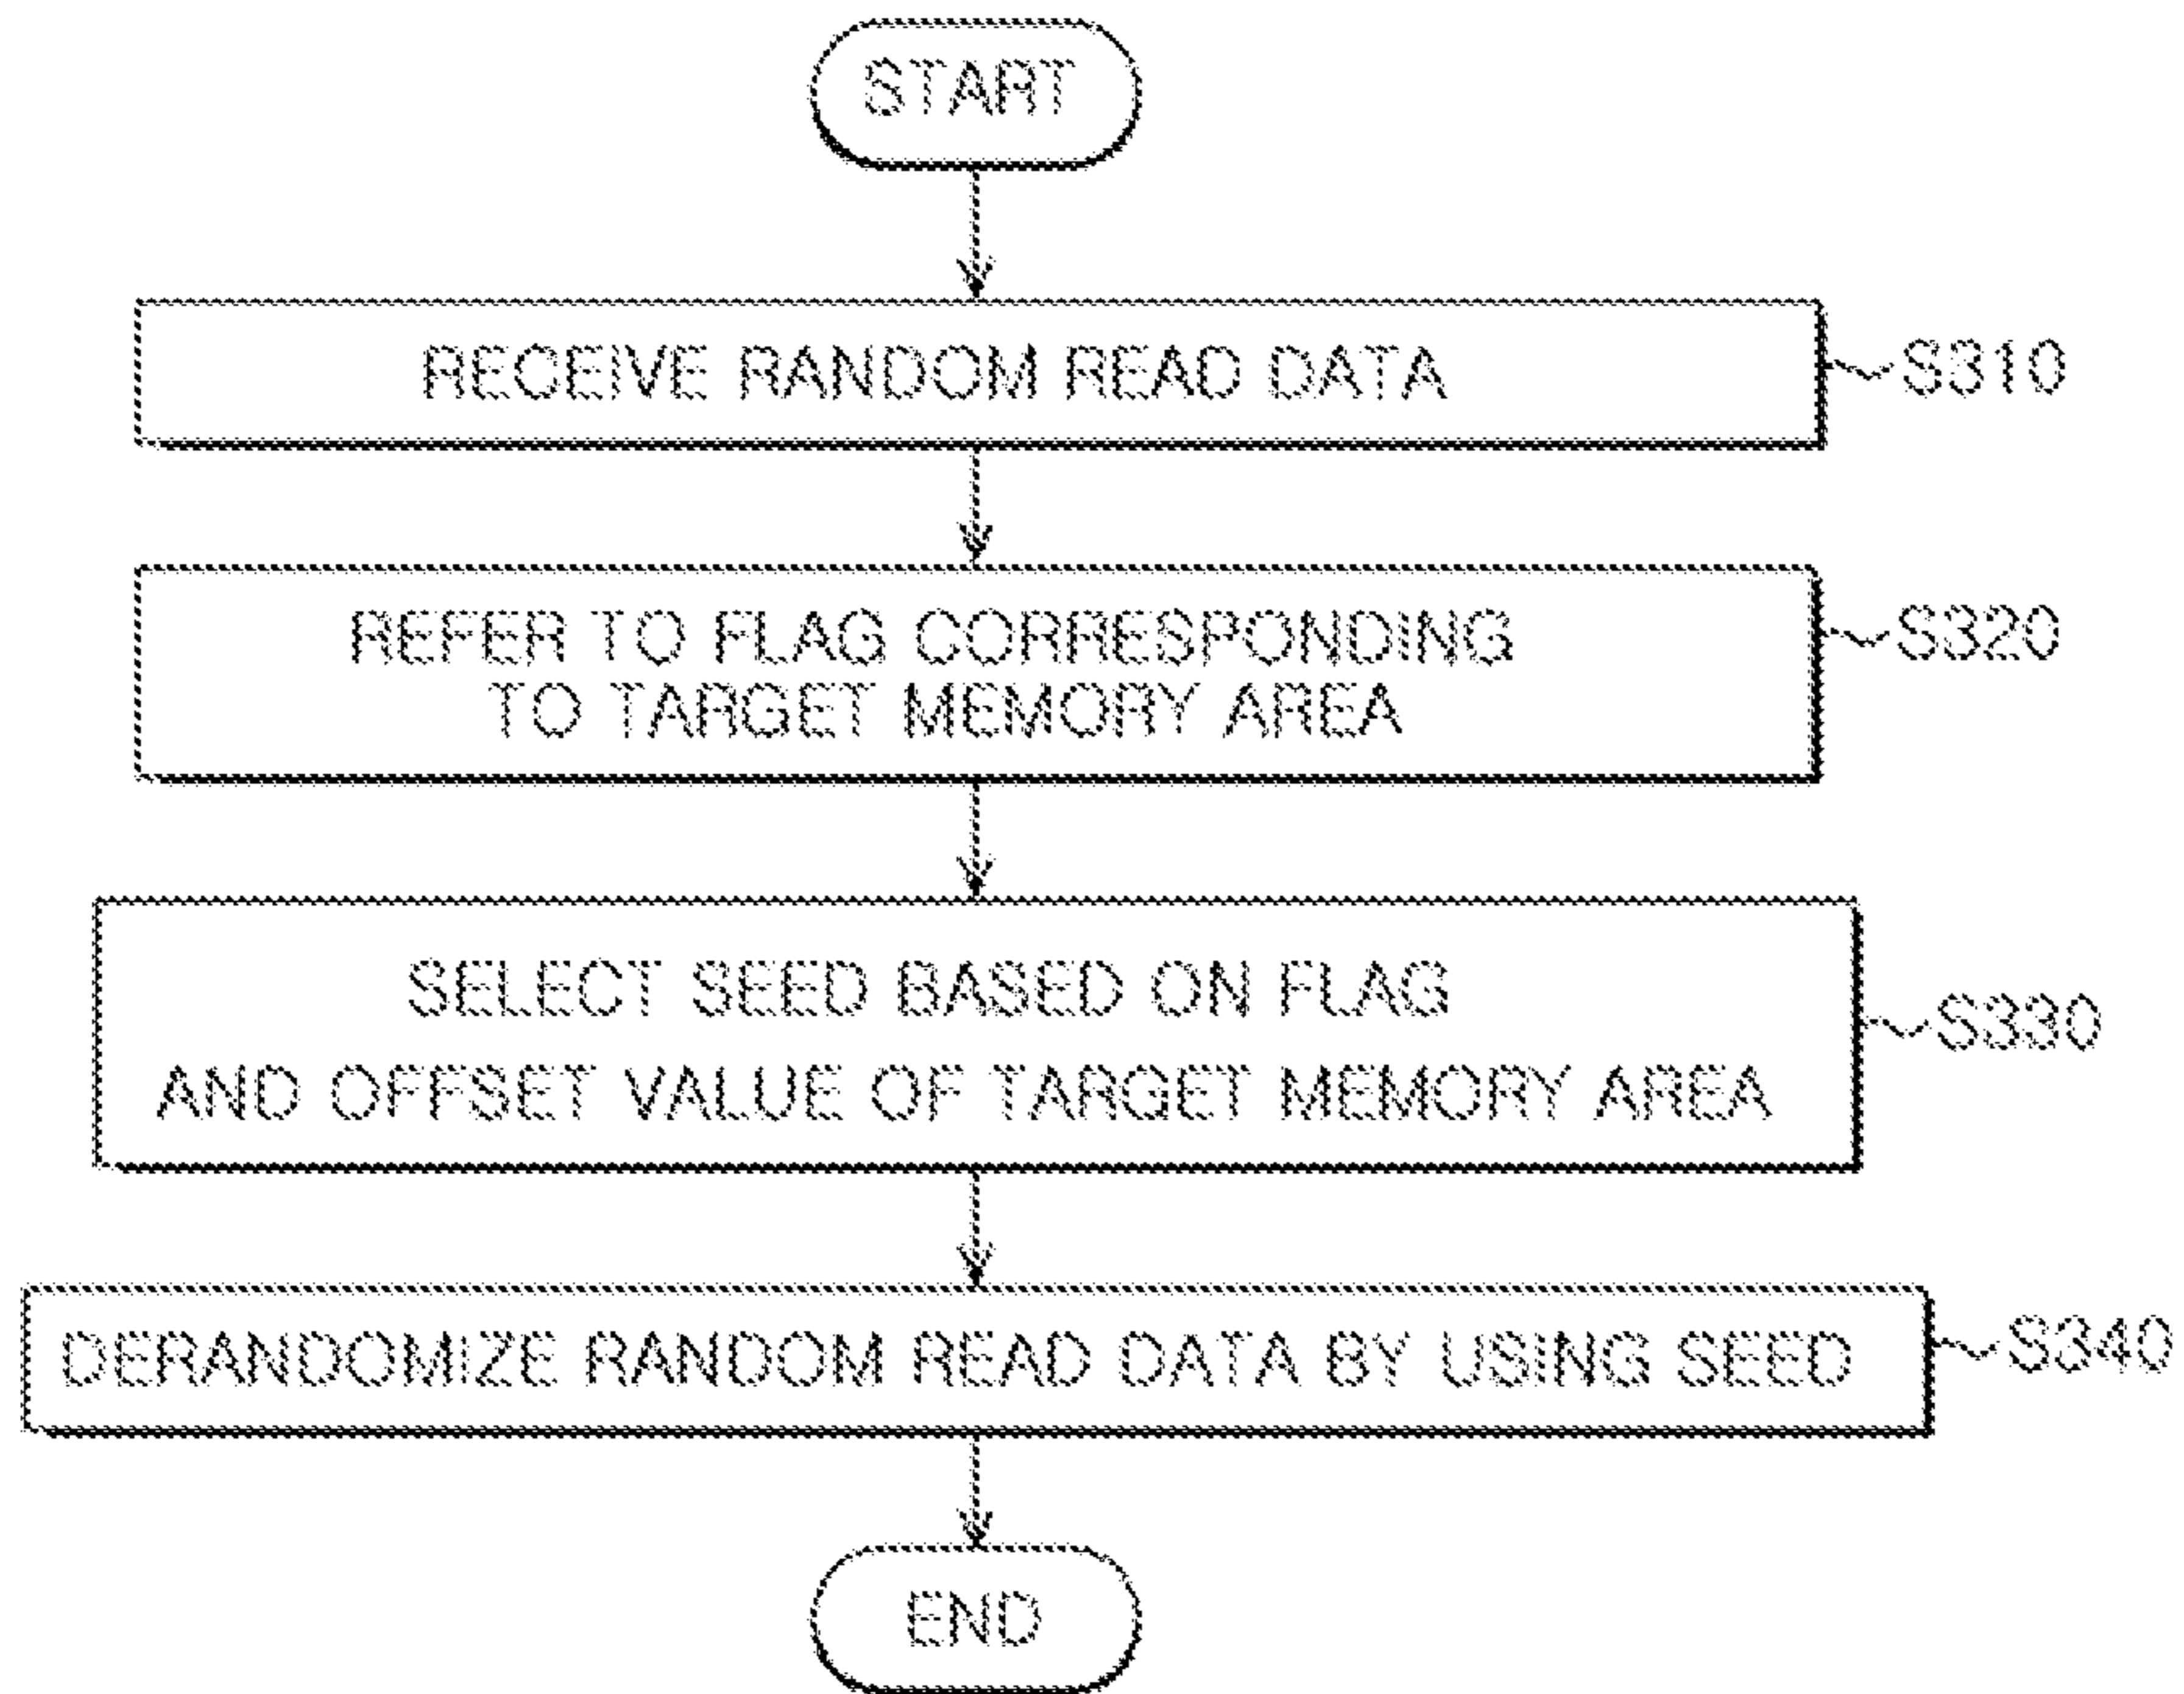 START
RECEIVE RANDOM READ DATA
S310
REFER TO FLAG CORRESPONDING
TO TARGET MEMORY AREA
S320
SELECT SEED BASED ON FLAG
AND OFFSET VALUE OF TARGET MEMORY AREA
S330
DERANDOMIZE RANDOM READ DATA BY USING SEED
S340
END